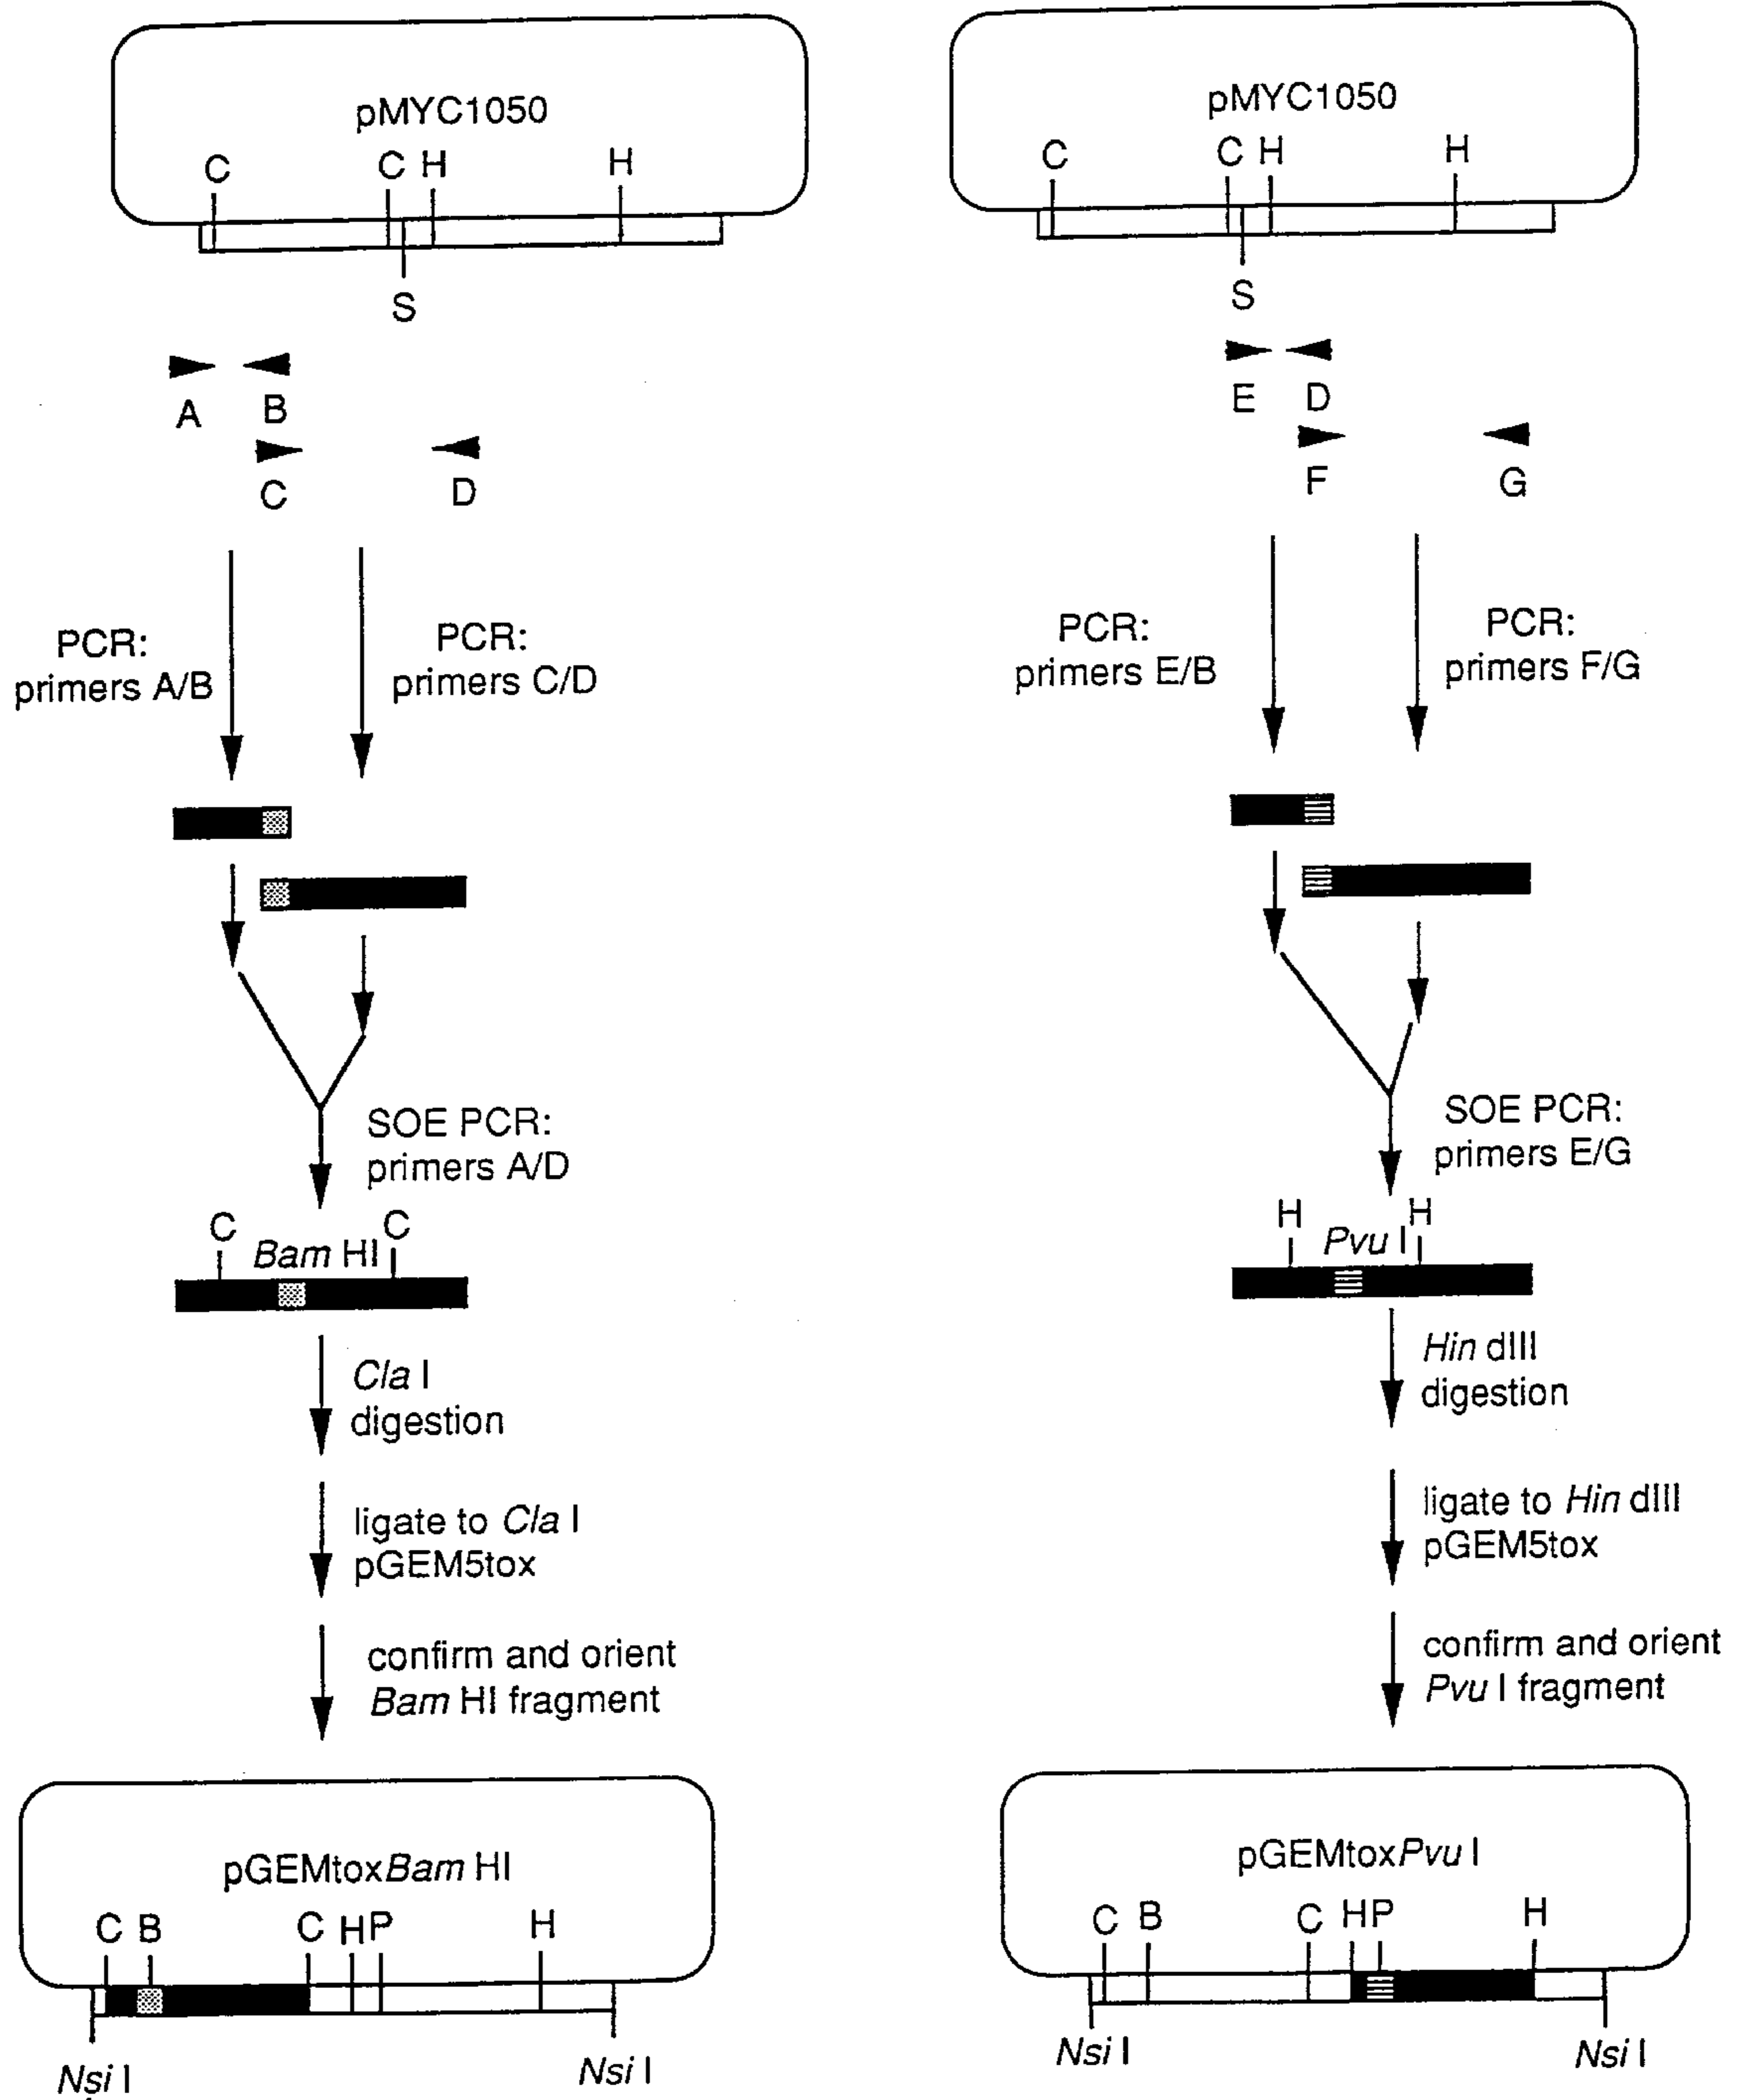 pMYC1050
C
C H
H
S
A
B
C
D
PCR:
primers A/B
PCR:
primers C/D
SOE PCR:
primers A/D
C
Bam HI
C
Cla I
digestion
ligate to Cla I
pGEM5tox
confirm and orient
Bam HI fragment
pGEMtoxBam HI
C B
C H P
H
Nsi I
Nsi I
pMYC1050
C
C H
H
S
E
D
F
G
PCR:
primers E/B
PCR:
primers F/G
SOE PCR:
primers E/G
H
Pvu I
H
Hin dIII
digestion
ligate to Hin dIII
pGEM5tox
confirm and orient
Pvu I fragment
pGEMtoxPvu I
C B
C H P
H
Nsi I
Nsi I